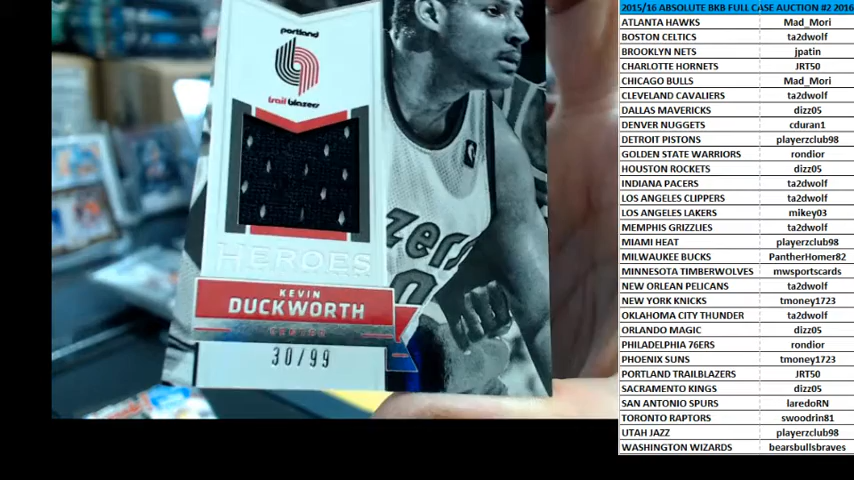 portland
trail blazers
HEROES
KEVIN
DUCKWORTH
CENTER
30/99
zers
0
2015/16 ABSOLUTE BKB FULL CASE AUCTION #2 2016
ATLANTA HAWKS Mad_Mori
BOSTON CELTICS ta2dwolf
BROOKLYN NETS jpatin
CHARLOTTE HORNETS JRT50
CHICAGO BULLS Mad_Mori
CLEVELAND CAVALIERS ta2dwolf
DALLAS MAVERICKS dizz05
DENVER NUGGETS cduran1
DETROIT PISTONS playerzclub98
GOLDEN STATE WARRIORS rondior
HOUSTON ROCKETS dizz05
INDIANA PACERS ta2dwolf
LOS ANGELES CLIPPERS ta2dwolf
LOS ANGELES LAKERS mikey03
MEMPHIS GRIZZLIES ta2dwolf
MIAMI HEAT playerzclub98
MILWAUKEE BUCKS PantherHomer82
MINNESOTA TIMBERWOLVES mwsportscards
NEW ORLEAN PELICANS ta2dwolf
NEW YORK KNICKS tmoney1723
OKLAHOMA CITY THUNDER ta2dwolf
ORLANDO MAGIC dizz05
PHILADELPHIA 76ERS rondior
PHOENIX SUNS tmoney1723
PORTLAND TRAILBLAZERS JRT50
SACRAMENTO KINGS dizz05
SAN ANTONIO SPURS laredoRN
TORONTO RAPTORS swoodrin81
UTAH JAZZ playerzclub98
WASHINGTON WIZARDS bearsbullsbraves